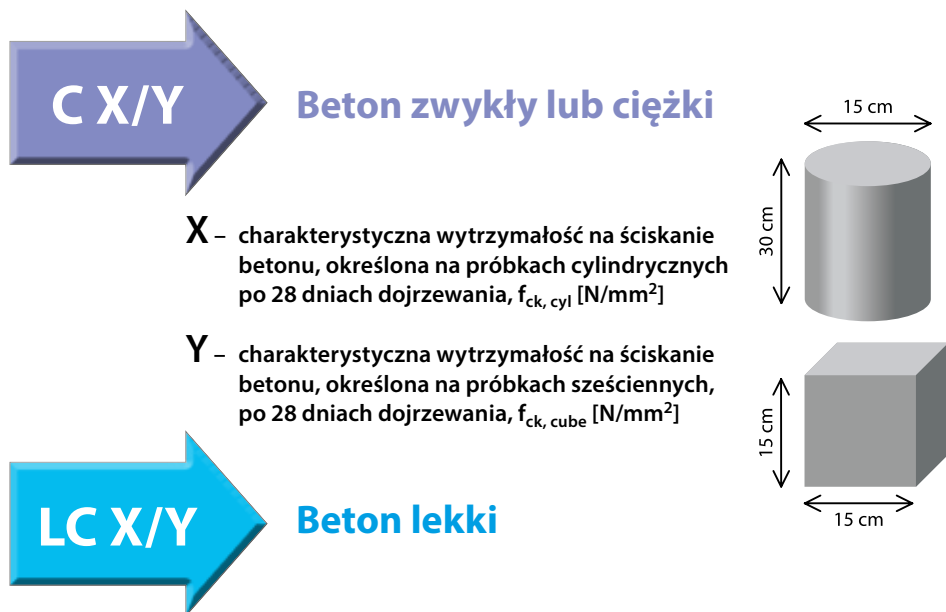 C X/Y
Beton zwykły lub ciężki
15 cm
30 cm
X – charakterystyczna wytrzymałość na ściskanie
betonu, określona na próbkach cylindrycznych
po 28 dniach dojrzewania, f_ck, cyl [N/mm²]
Y – charakterystyczna wytrzymałość na ściskanie
betonu, określona na próbkach sześciennych,
po 28 dniach dojrzewania, f_ck, cube [N/mm²]
15 cm
15 cm
LC X/Y
Beton lekki